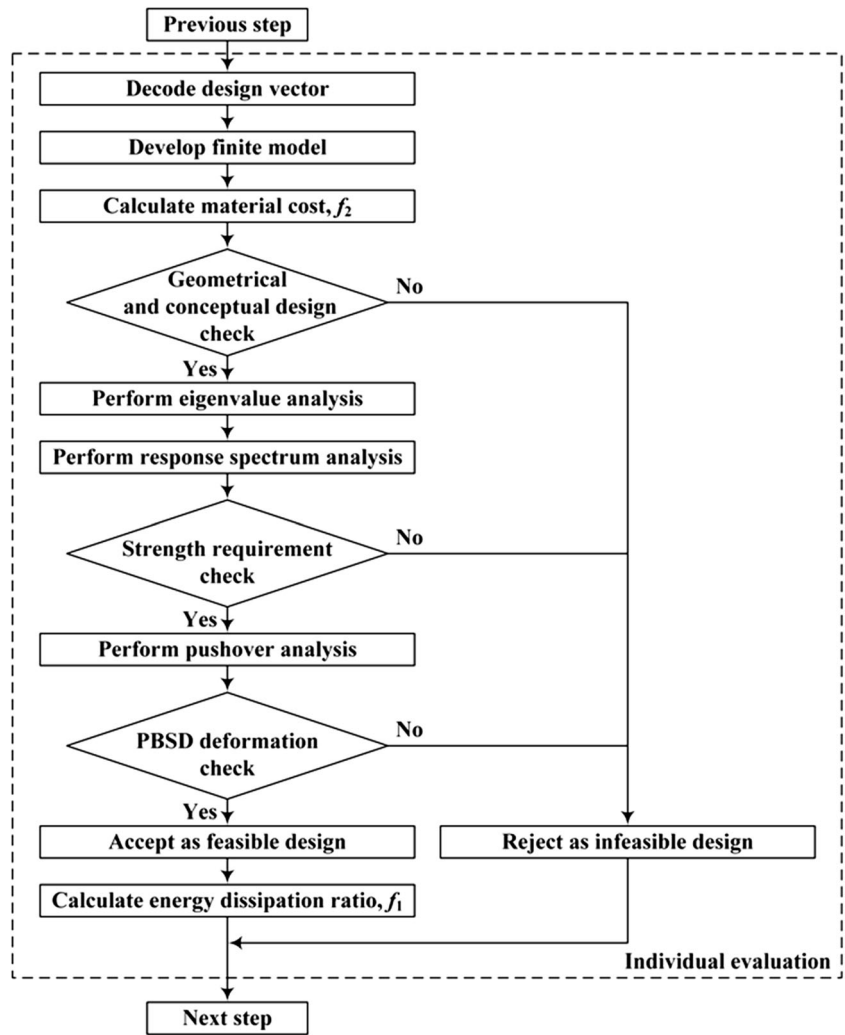 Previous step
Decode design vector
Develop finite model
Calculate material cost, f2
Geometrical
and conceptual design
check
No
Yes
Perform eigenvalue analysis
Perform response spectrum analysis
Strength requirement
check
No
Yes
Perform pushover analysis
PBSD deformation
check
No
Yes
Accept as feasible design
Reject as infeasible design
Calculate energy dissipation ratio, f1
Individual evaluation
Next step